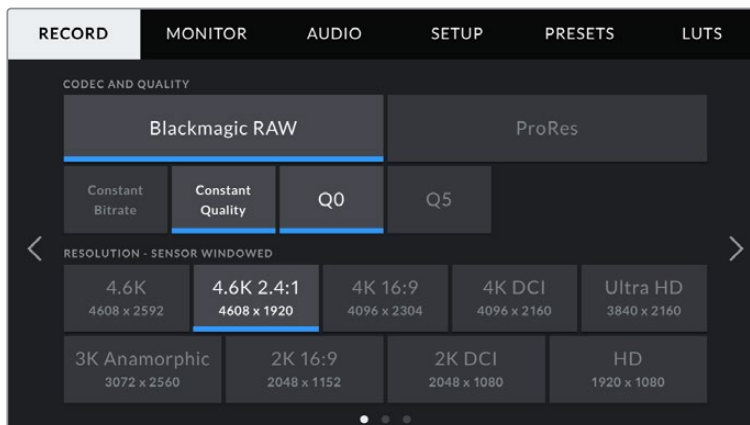 RECORD MONITOR AUDIO SETUP PRESETS LUTS
CODEC AND QUALITY
Blackmagic RAW ProRes
Constant Bitrate Constant Quality Q0 Q5
RESOLUTION - SENSOR WINDOWED
4.6K 4.6K 2.4:1 4K 16:9 4K DCI Ultra HD
4608 x 2592 4608 x 1920 4096 x 2304 4096 x 2160 3840 x 2160
3K Anamorphic 2K 16:9 2K DCI HD
3072 x 2560 2048 x 1152 2048 x 1080 1920 x 1080